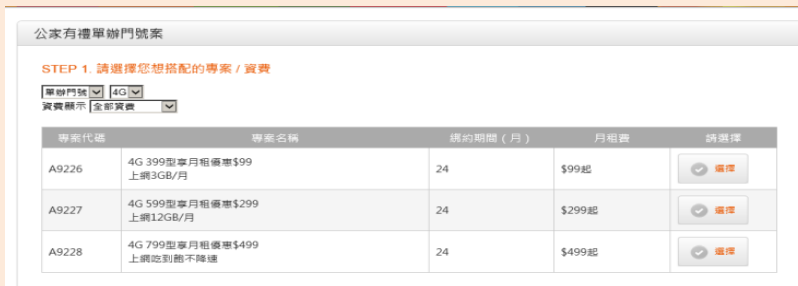 公家有禮單辦門號案
STEP 1. 請選擇您想搭配的專案 / 資費
單辦門號 4G
資費顯示 全部資費
專案代碼 專案名稱 綁約期間（月） 月租費 請選擇
A9226 4G 399型享月租優惠$99 24 $99起 選擇
上網3GB/月
A9227 4G 599型享月租優惠$299 24 $299起 選擇
上網12GB/月
A9228 4G 799型享月租優惠$499 24 $499起 選擇
上網吃到飽不降速